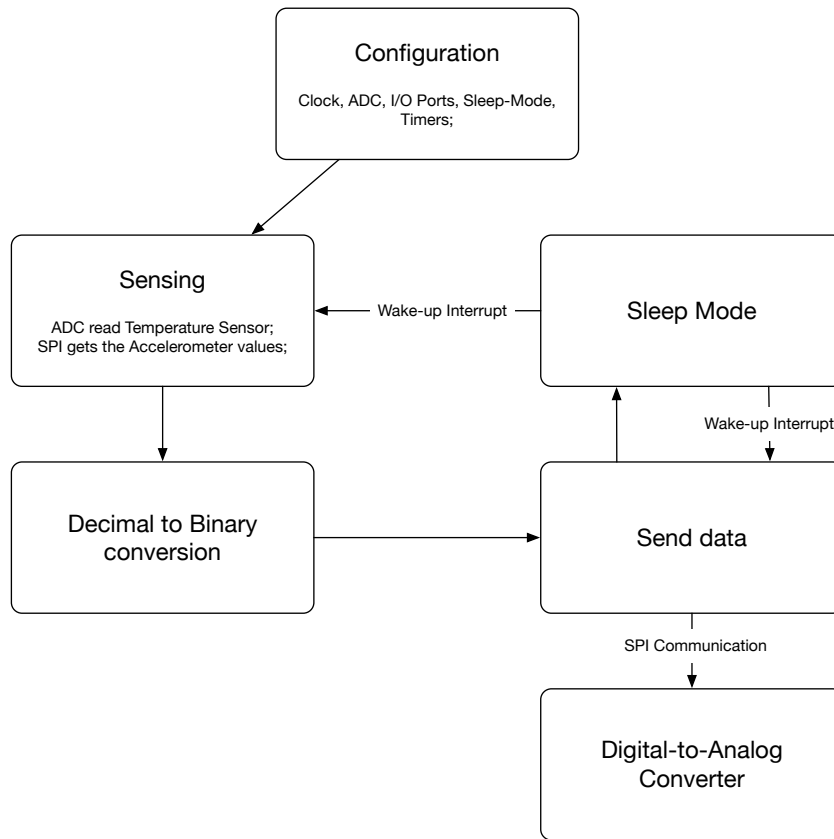 Configuration
Clock, ADC, I/O Ports, Sleep-Mode,
Timers;
Sensing
ADC read Temperature Sensor;
SPI gets the Accelerometer values;
Wake-up Interrupt
Sleep Mode
Wake-up Interrupt
Decimal to Binary
conversion
Send data
SPI Communication
Digital-to-Analog
Converter